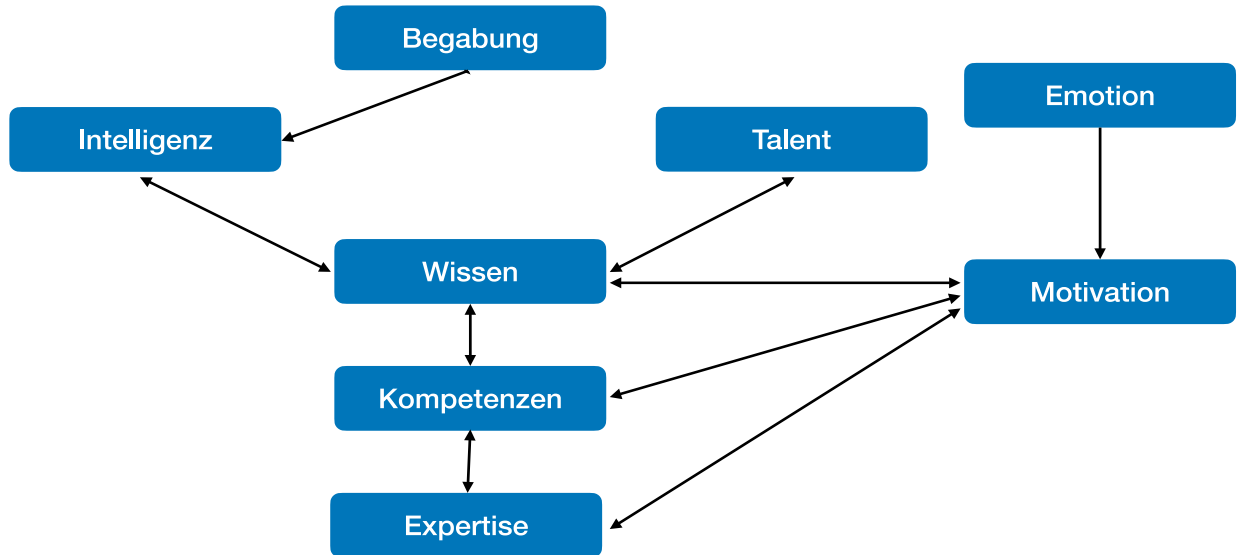 Begabung
Emotion
Intelligenz
Talent
Wissen
Motivation
Kompetenzen
Expertise